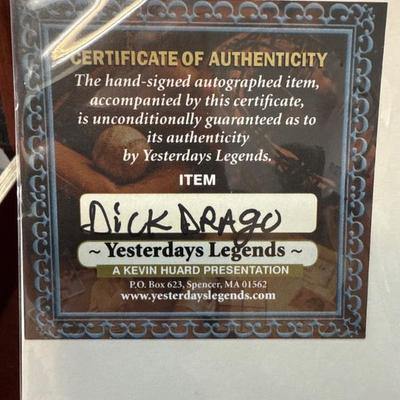 CERTIFICATE OF AUTHENTICITY
The hand-signed autographed item,
accompanied by this certificate,
is unconditionally guaranteed as to
its authenticity
by Yesterdays Legends.
ITEM
DICK DRAGO
~ Yesterdays Legends ~
A KEVIN HUARD PRESENTATION
P.O. Box 623, Spencer, MA 01562
www.yesterdayslegends.com